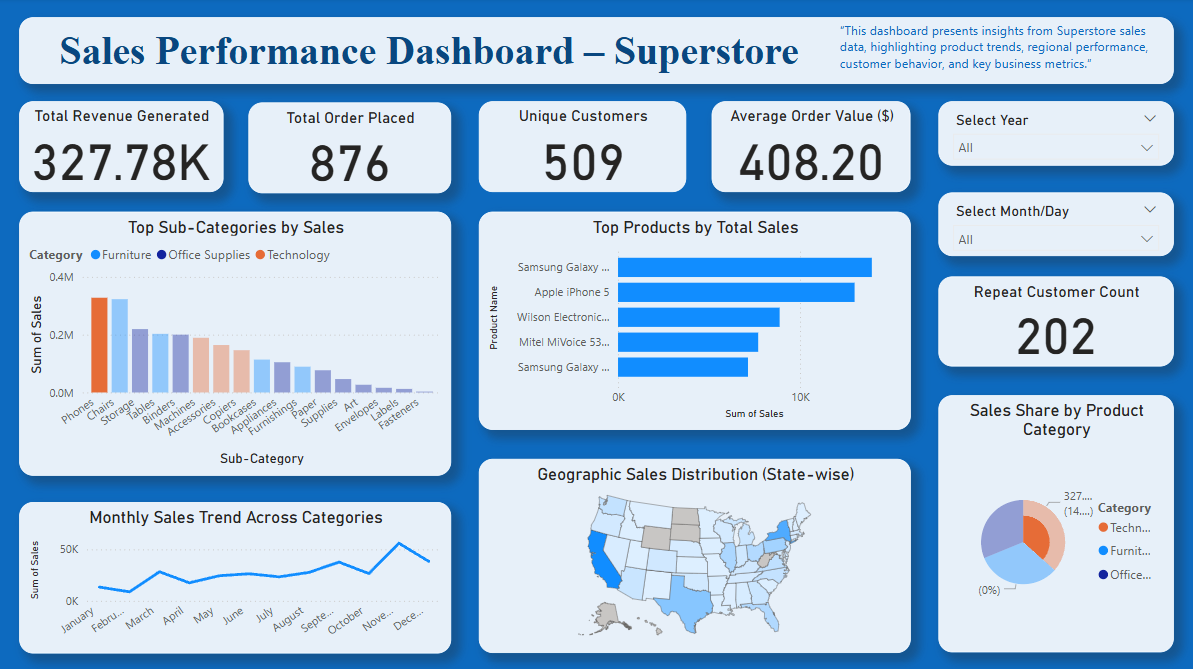 Sales Performance Dashboard – Superstore
“This dashboard presents insights from Superstore sales
data, highlighting product trends, regional performance,
customer behavior, and key business metrics.”
Total Revenue Generated
327.78K
Total Order Placed
876
Unique Customers
509
Average Order Value ($)
408.20
Select Year
All
Select Month/Day
All
Repeat Customer Count
202
Top Sub-Categories by Sales
Category Furniture Office Supplies Technology
Sum of Sales
0.4M
0.2M
0.0M
Phones
Chairs
Storage
Tables
Binders
Machines
Accessories
Copiers
Bookcases
Appliances
Furnishings
Paper
Supplies
Art
Envelopes
Labels
Fasteners
Sub-Category
Top Products by Total Sales
Product Name
Samsung Galaxy ...
Apple iPhone 5
Wilson Electronic...
Mitel MiVoice 53...
Samsung Galaxy ...
0K 10K
Sum of Sales
Monthly Sales Trend Across Categories
Sum of Sales
50K
0K
January
Febru...
March
April
May
June
July
August
Septe...
October
Nove...
Dece...
Geographic Sales Distribution (State-wise)
Sales Share by Product
Category
327....
(14....)
(0%)
Category
Techn...
Furnit...
Office...